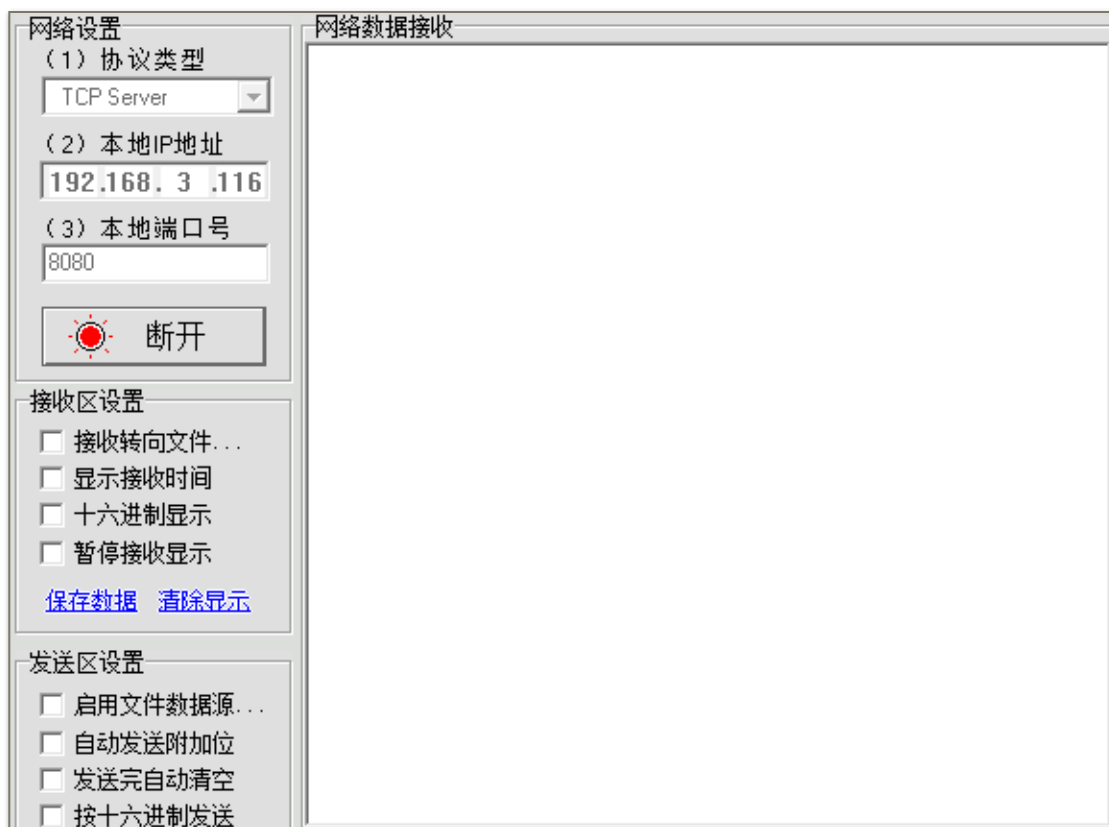 网络设置
（1）协议类型
TCP Server
（2）本地IP地址
192.168. 3 .116
（3）本地端口号
8080
断开
接收区设置
接收转向文件...
显示接收时间
十六进制显示
暂停接收显示
保存数据 清除显示
发送区设置
启用文件数据源...
自动发送附加位
发送完自动清空
按十六进制发送
网络数据接收